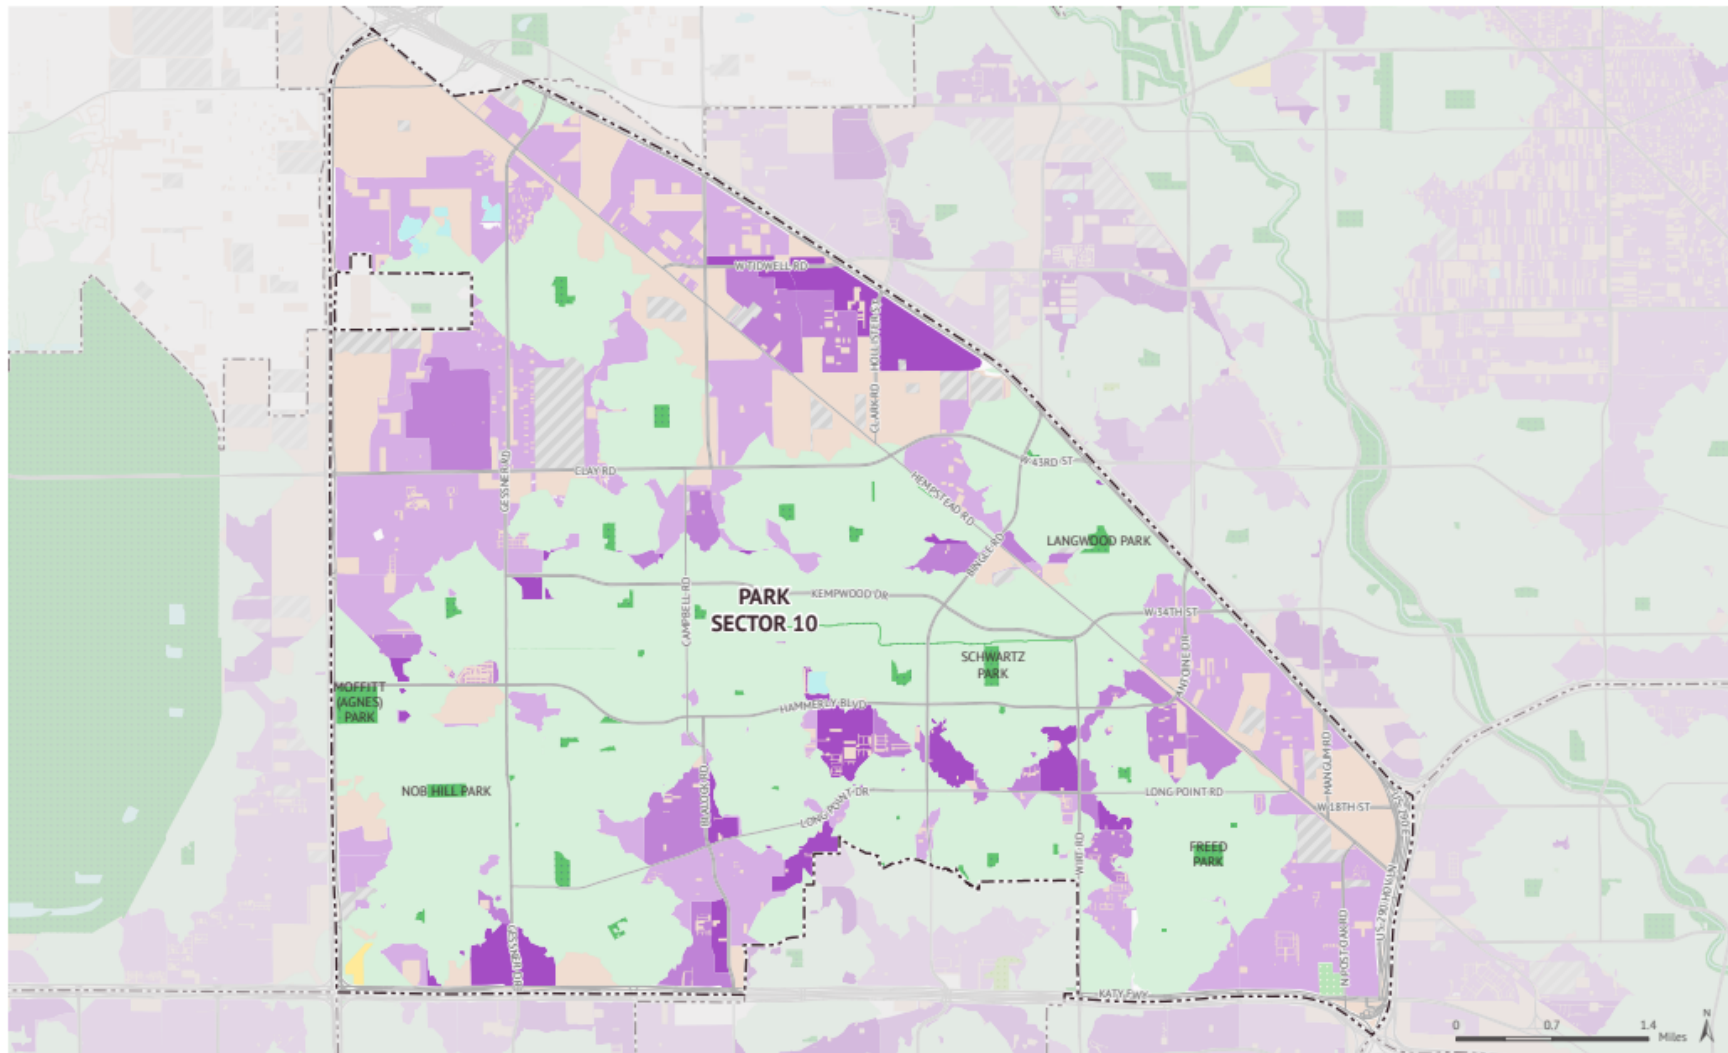 W TIDWELL RD
CLARK RD
HOLLISTER ST
GESSNER RD
CLAY RD
W 43RD ST
HEMPSTEAD RD
BINGLE RD
LANGWOOD PARK
CAMPBELL RD
PARK
SECTOR 10
KEMPWOOD DR
W 34TH ST
ANTOINE DR
SCHWARTZ
PARK
MOFFITT
(AGNES)
PARK
HAMMERLY BLVD
NOB HILL PARK
BLALOCK RD
LONG POINT DR
LONG POINT RD
MANGUM RD
W 18TH ST
WIRT RD
FREED
PARK
N POST OAK RD
KATY FWY
0 0.7 1.4
Miles
N